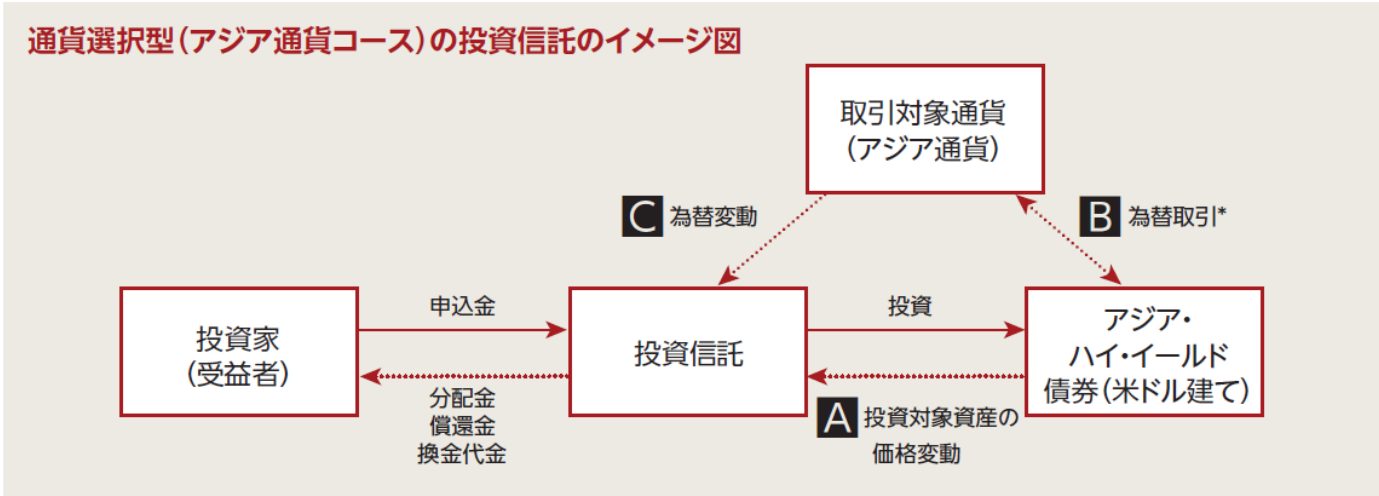 通貨選択型（アジア通貨コース）の投資信託のイメージ図
取引対象通貨
（アジア通貨）
C 為替変動
B 為替取引*
投資家
（受益者）
申込金
分配金
償還金
換金代金
投資信託
投資
A 投資対象資産の
価格変動
アジア・
ハイ・イールド
債券（米ドル建て）